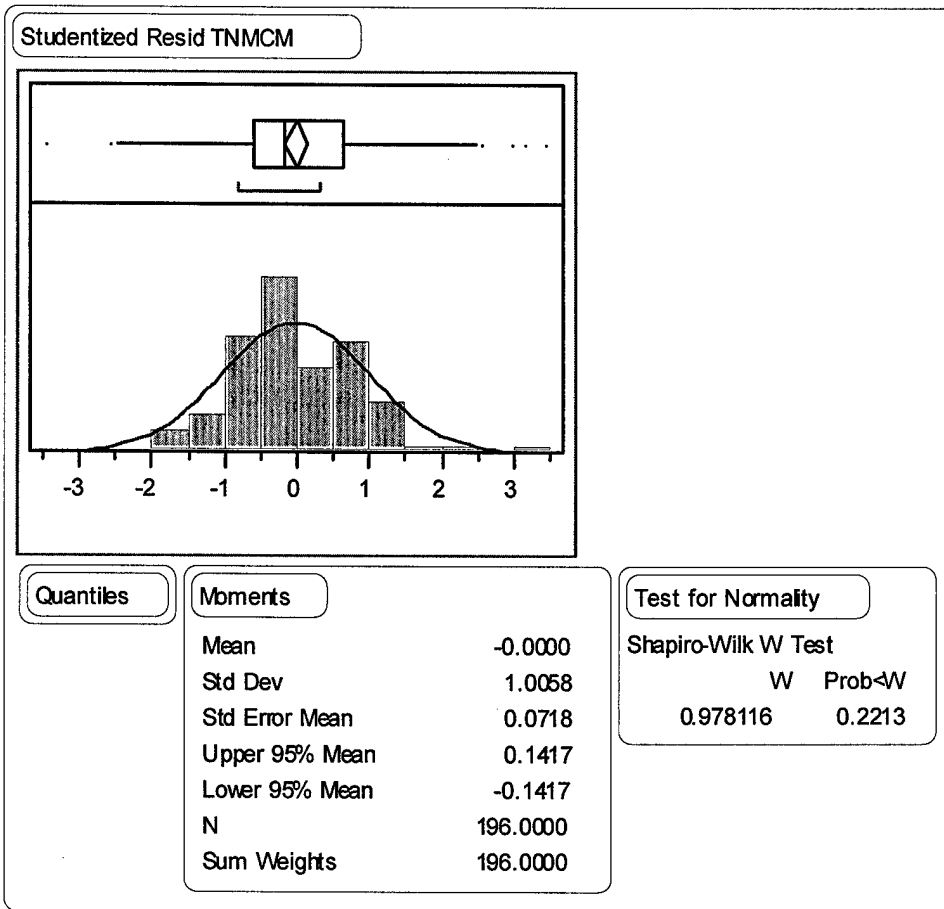 Studentized Resid TNMCM
-3 -2 -1 0 1 2 3
Quantiles
Moments
Mean -0.0000
Std Dev 1.0058
Std Error Mean 0.0718
Upper 95% Mean 0.1417
Lower 95% Mean -0.1417
N 196.0000
Sum Weights 196.0000
Test for Normality
Shapiro-Wilk W Test
W Prob<W
0.978116 0.2213